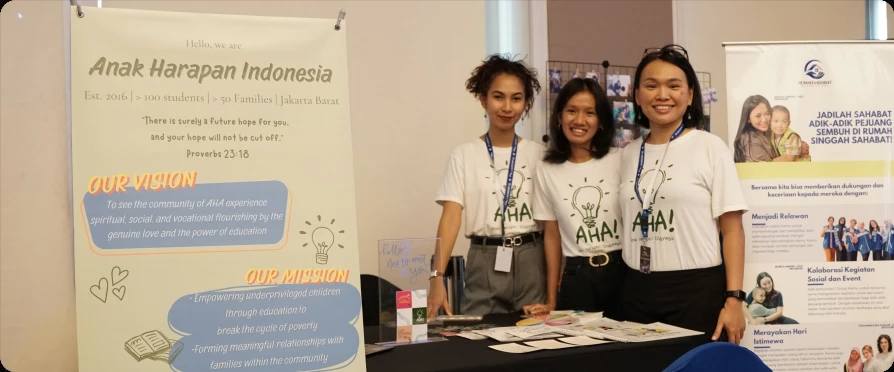 Hello, we are
Anak Harapan Indonesia
Est. 2016 | > 100 students | > 50 Families | Jakarta Barat
"There is surely a future hope for you,
and your hope will not be cut off."
Proverbs 23:18
OUR VISION
To see the community of AHA experience
spiritual, social, and vocational flourishing by the
genuine love and the power of education.
OUR MISSION
-Empowering underprivileged children
through education to
break the cycle of poverty
-Forming meaningful relationships with
families within the community
AHA!
AHA!
AHA!
JADILAH SAHABAT
ADIK-ADIK PEJUANG
SEMBUH DI RUMAH
SINGGAH SAHABAT!
Bersama kita bisa memberikan dukungan dan
keceriaan kepada mereka dengan:
Menjadi Relawan
Kolaborasi Kegiatan
Sosial dan Event
Merayakan Hari
Istimewa